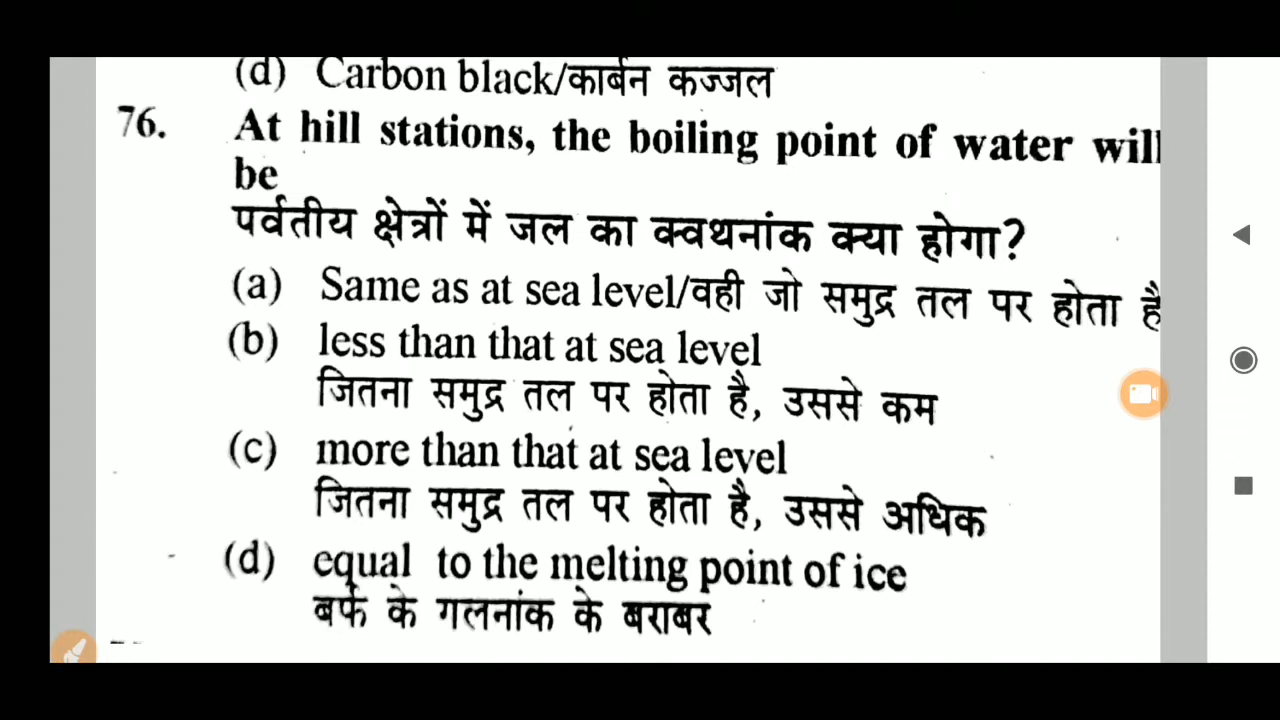 (d) Carbon black/कार्बन कज्जल
76. At hill stations, the boiling point of water will
be
पर्वतीय क्षेत्रों में जल का क्वथनांक क्या होगा?
(a) Same as at sea level/वही जो समुद्र तल पर होता है
(b) less than that at sea level
जितना समुद्र तल पर होता है, उससे कम
(c) more than that at sea level
जितना समुद्र तल पर होता है, उससे अधिक
(d) equal to the melting point of ice
बर्फ के गलनांक के बराबर